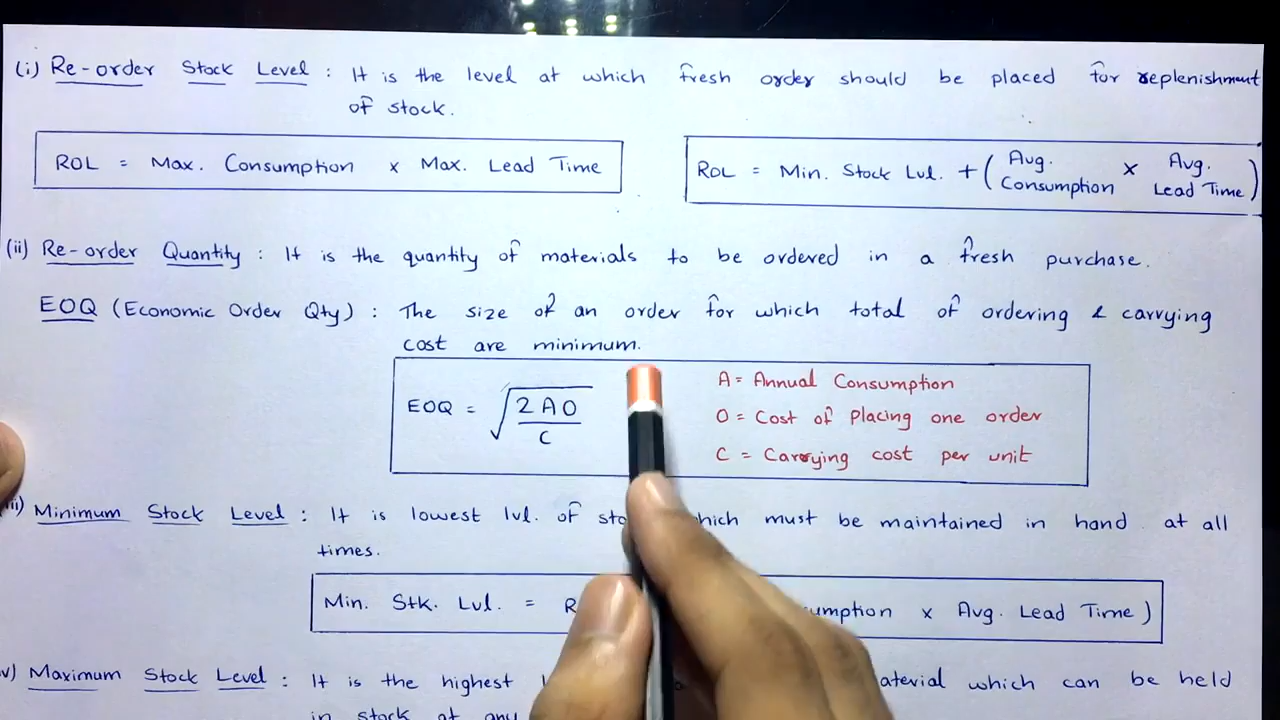 (i) Re-order Stock Level : It is the level at which fresh order should be placed for replenishment
of stock.
ROL = Max. Consumption x Max. Lead Time
ROL = Min. Stock Lvl. + ( Avg. Consumption x Avg. Lead Time )
(ii) Re-order Quantity : It is the quantity of materials to be ordered in a fresh purchase.
EOQ (Economic Order Qty) : The size of an order for which total of ordering & carrying
cost are minimum.
EOQ = √(2AO/C)
A = Annual Consumption
O = Cost of placing one order
C = Carrying cost per unit
ii) Minimum Stock Level : It is lowest lvl. of which must be maintained in hand at all
times.
Min. Stk. Lvl. = x Avg. Lead Time )
v) Maximum Stock Level : It is the highest which can be held
in stock at any